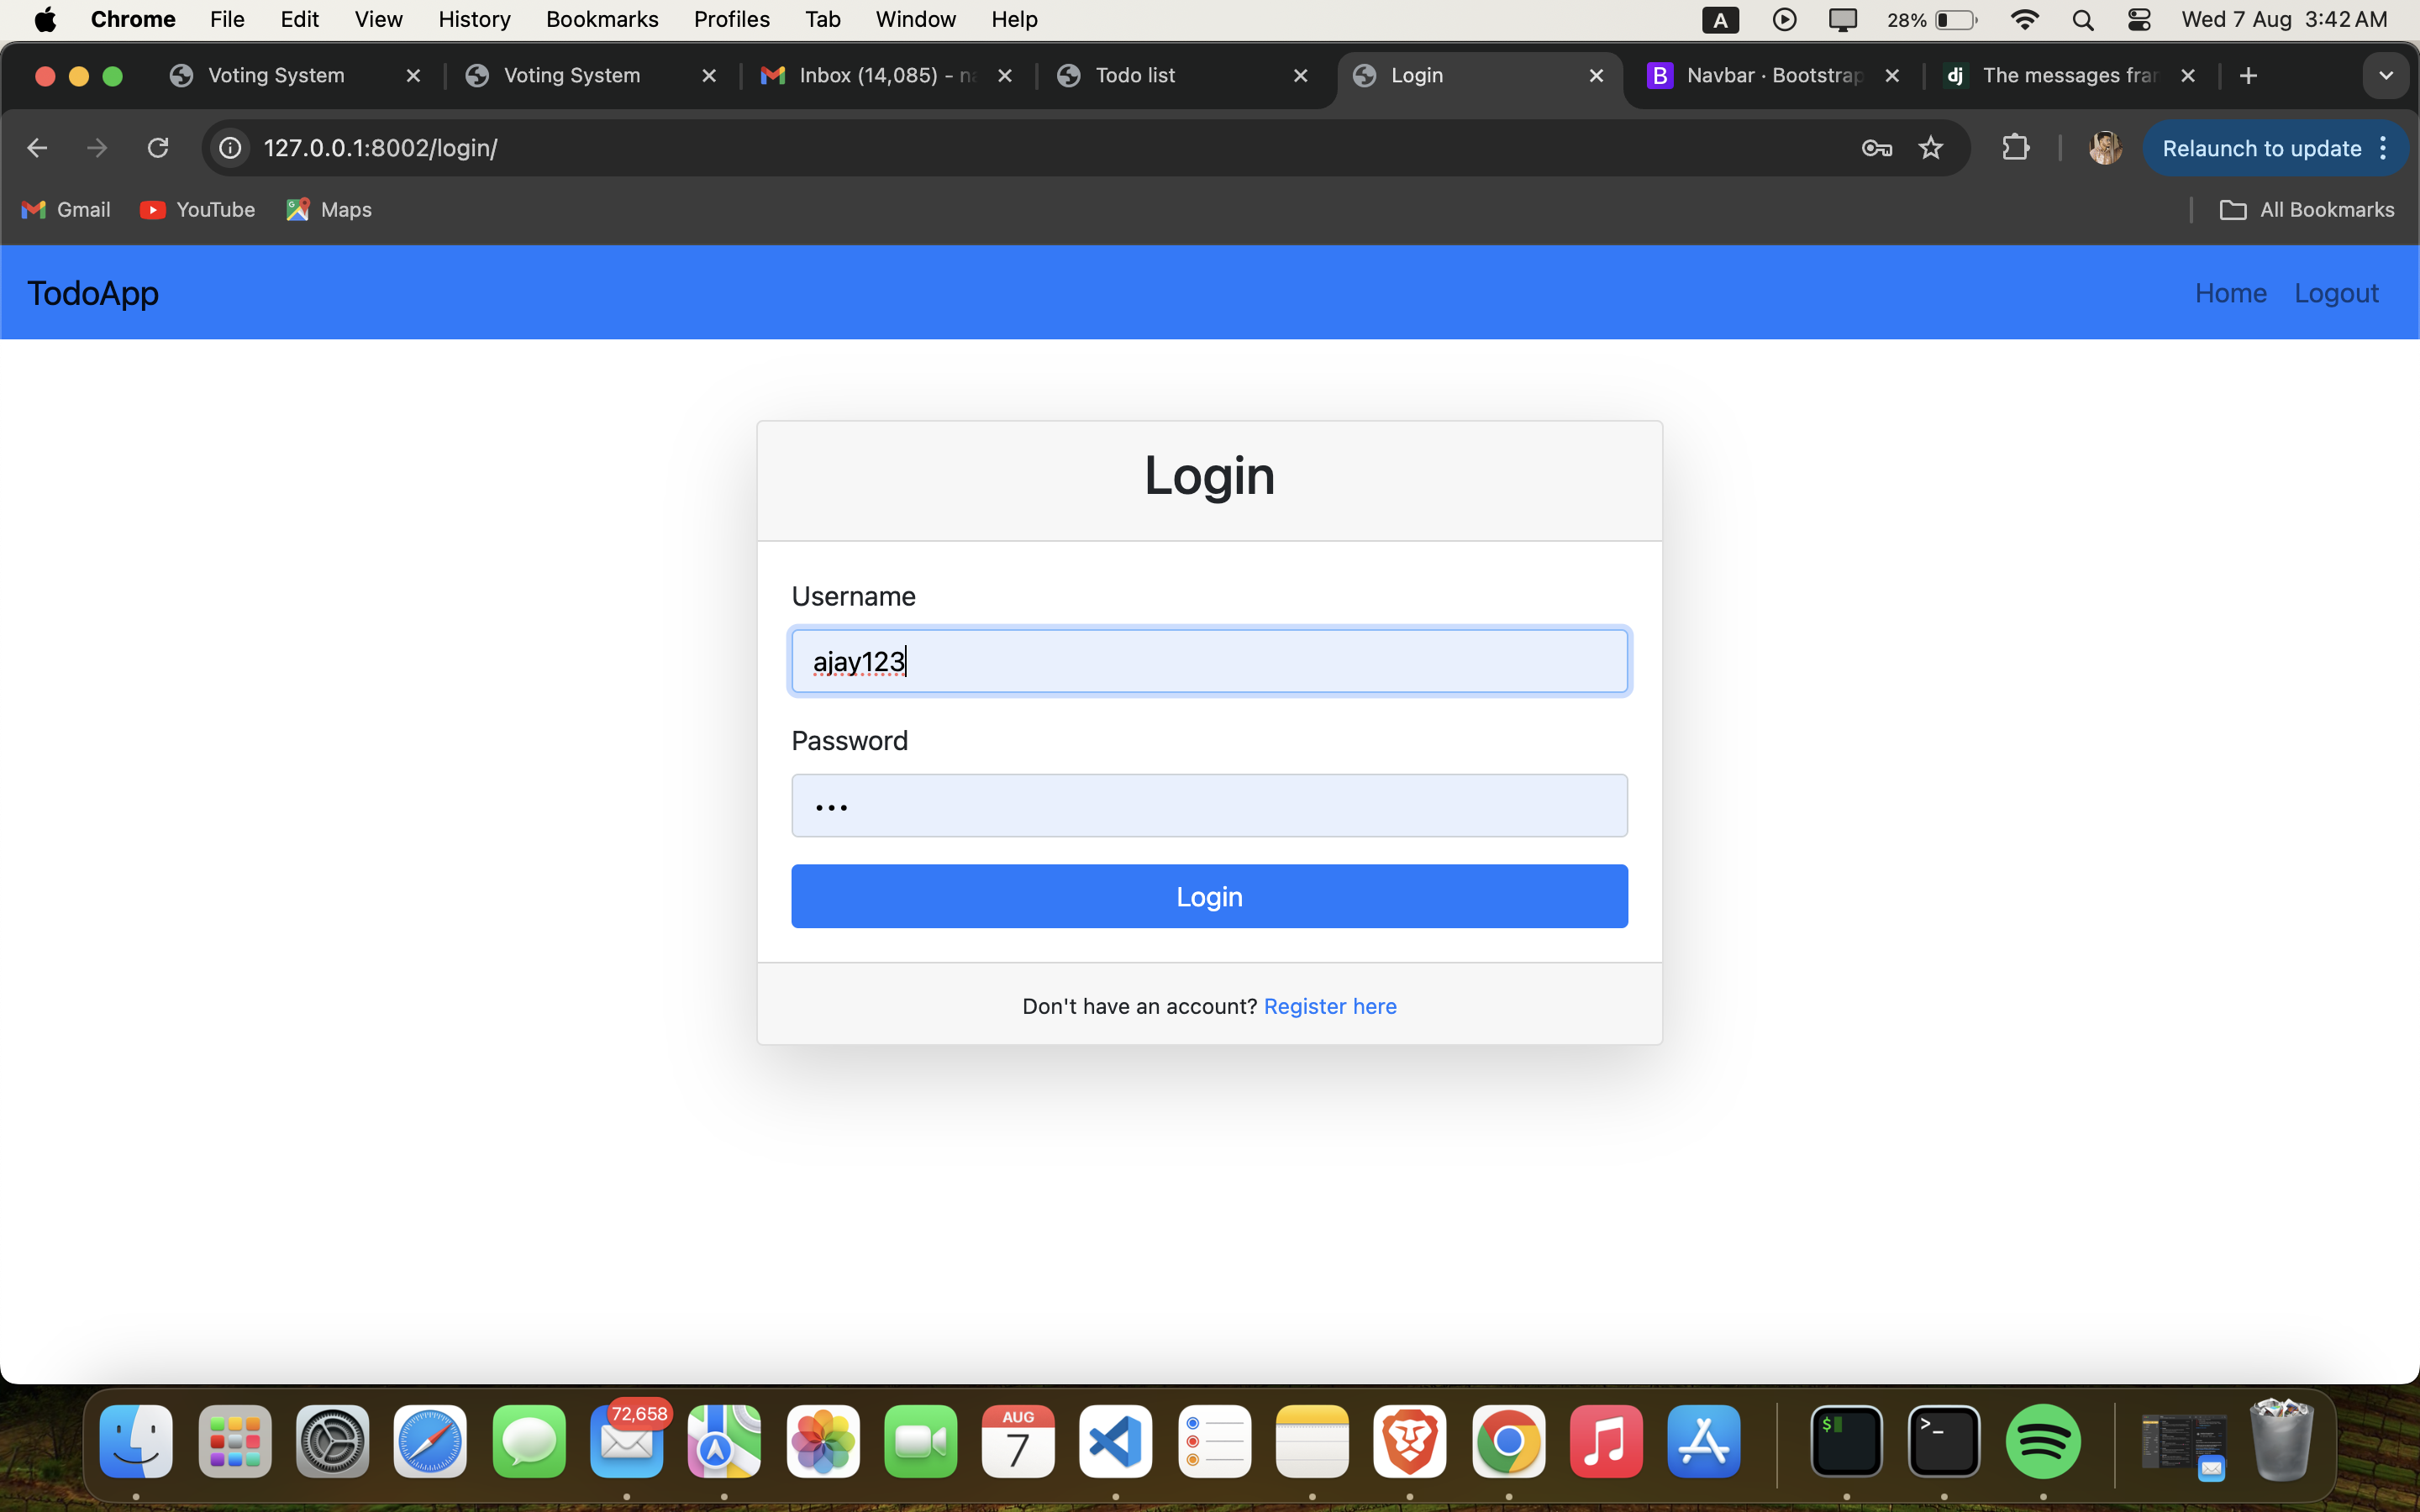 Chrome File Edit View History Bookmarks Profiles Tab Window Help A 28% Wed 7 Aug 3:42 AM
Voting System Voting System Inbox (14,085) - Todo list Login B Navbar · Bootstrap dj The messages
127.0.0.1:8002/login/ Relaunch to update
Gmail YouTube Maps All Bookmarks
TodoApp Home Logout
Login
Username
ajay123
Password
Login
Don't have an account? Register here
72,658
AUG
7
$
>_